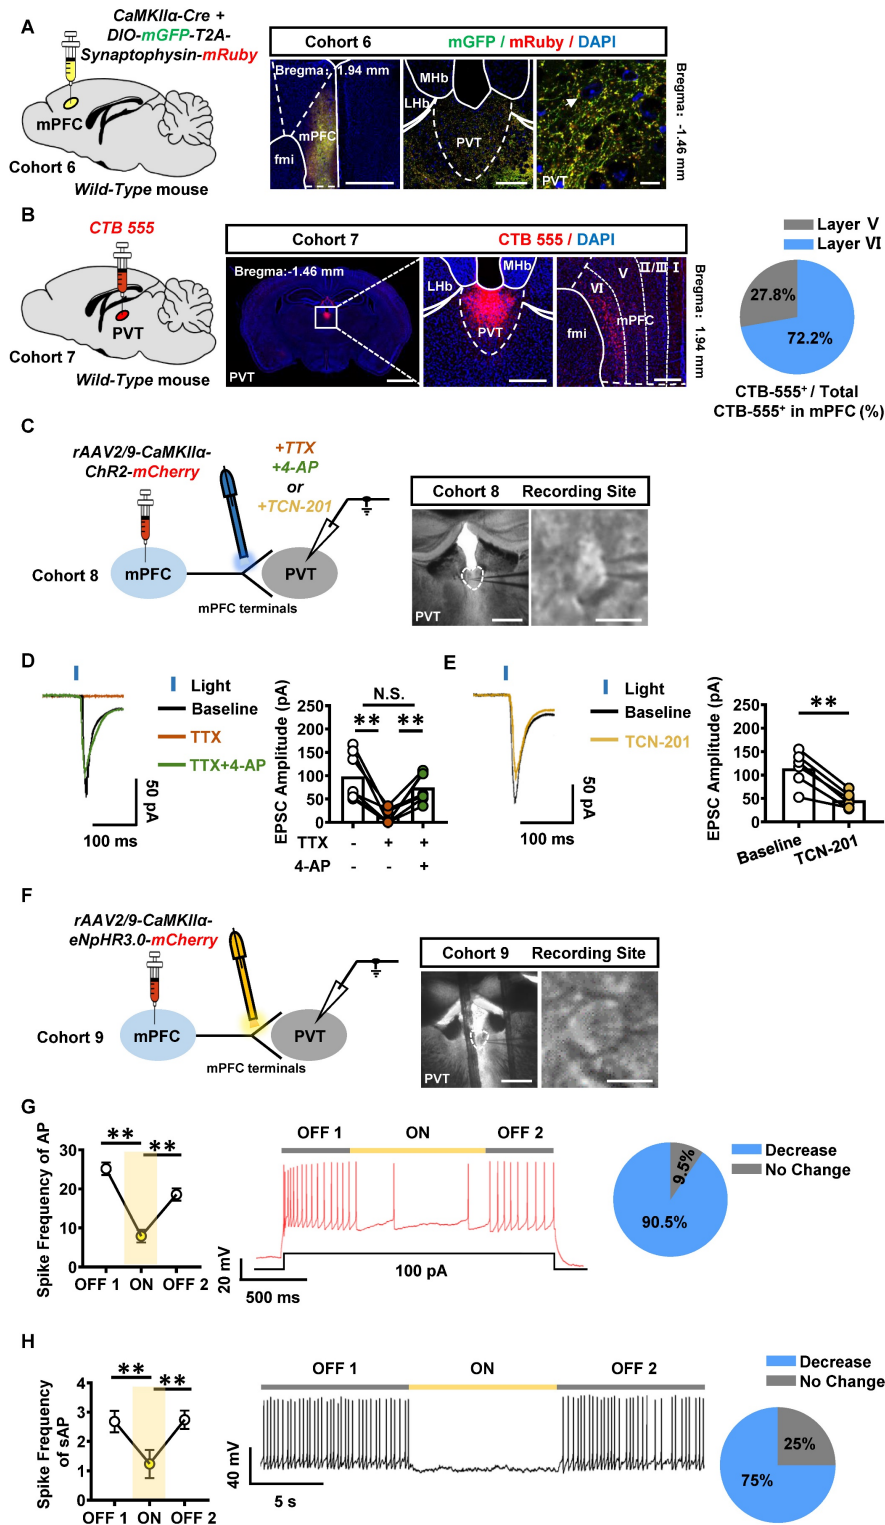 A
CaMKIIα-Cre +
DIO-mGFP-T2A-
Synaptophysin-mRuby
mPFC
Cohort 6
Wild-Type mouse
Cohort 6 mGFP / mRuby / DAPI
Bregma: 1.94 mm
mPFC
fmi
MHb
LHb
PVT
PVT
Bregma: -1.46 mm
B
CTB 555
PVT
Cohort 7
Wild-Type mouse
Cohort 7 CTB 555 / DAPI
Bregma:-1.46 mm
PVT
MHb
LHb
PVT
II/III I
V
VI
mPFC
fmi
Bregma: 1.94 mm
Layer V
Layer VI
27.8%
72.2%
CTB-555+ / Total
CTB-555+ in mPFC (%)
C
rAAV2/9-CaMKIIα-
ChR2-mCherry
+TTX
+4-AP
or
+TCN-201
Cohort 8
mPFC
PVT
mPFC terminals
Cohort 8 Recording Site
PVT
D
Light
Baseline
TTX
TTX+4-AP
50 pA
100 ms
EPSC Amplitude (pA)
250
200
150
100
50
0
N.S.
** **
TTX - + +
4-AP - - +
E
Light
Baseline
TCN-201
50 pA
100 ms
EPSC Amplitude (pA)
250
200
150
100
50
0
**
Baseline
TCN-201
F
rAAV2/9-CaMKIIα-
eNpHR3.0-mCherry
Cohort 9
mPFC
PVT
mPFC terminals
Cohort 9 Recording Site
PVT
G
Spike Frequency of AP
30
20
10
0
** **
OFF 1 ON OFF 2
OFF 1 ON OFF 2
20 mV
500 ms
100 pA
Decrease
No Change
9.5%
90.5%
H
Spike Frequency
of sAP
4
3
2
1
0
** **
OFF 1 ON OFF 2
OFF 1 ON OFF 2
40 mV
5 s
Decrease
No Change
25%
75%